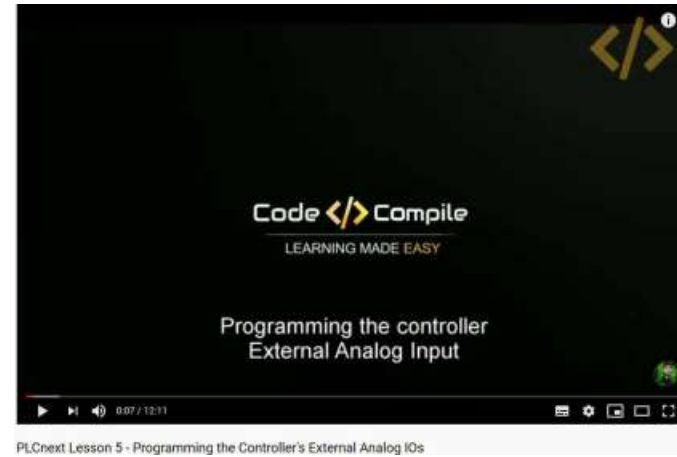 Code </> Compile
LEARNING MADE EASY
Programming the controller
External Analog Input
0:07 / 12:11
PLCnext Lesson 5 - Programming the Controller's External Analog IOs